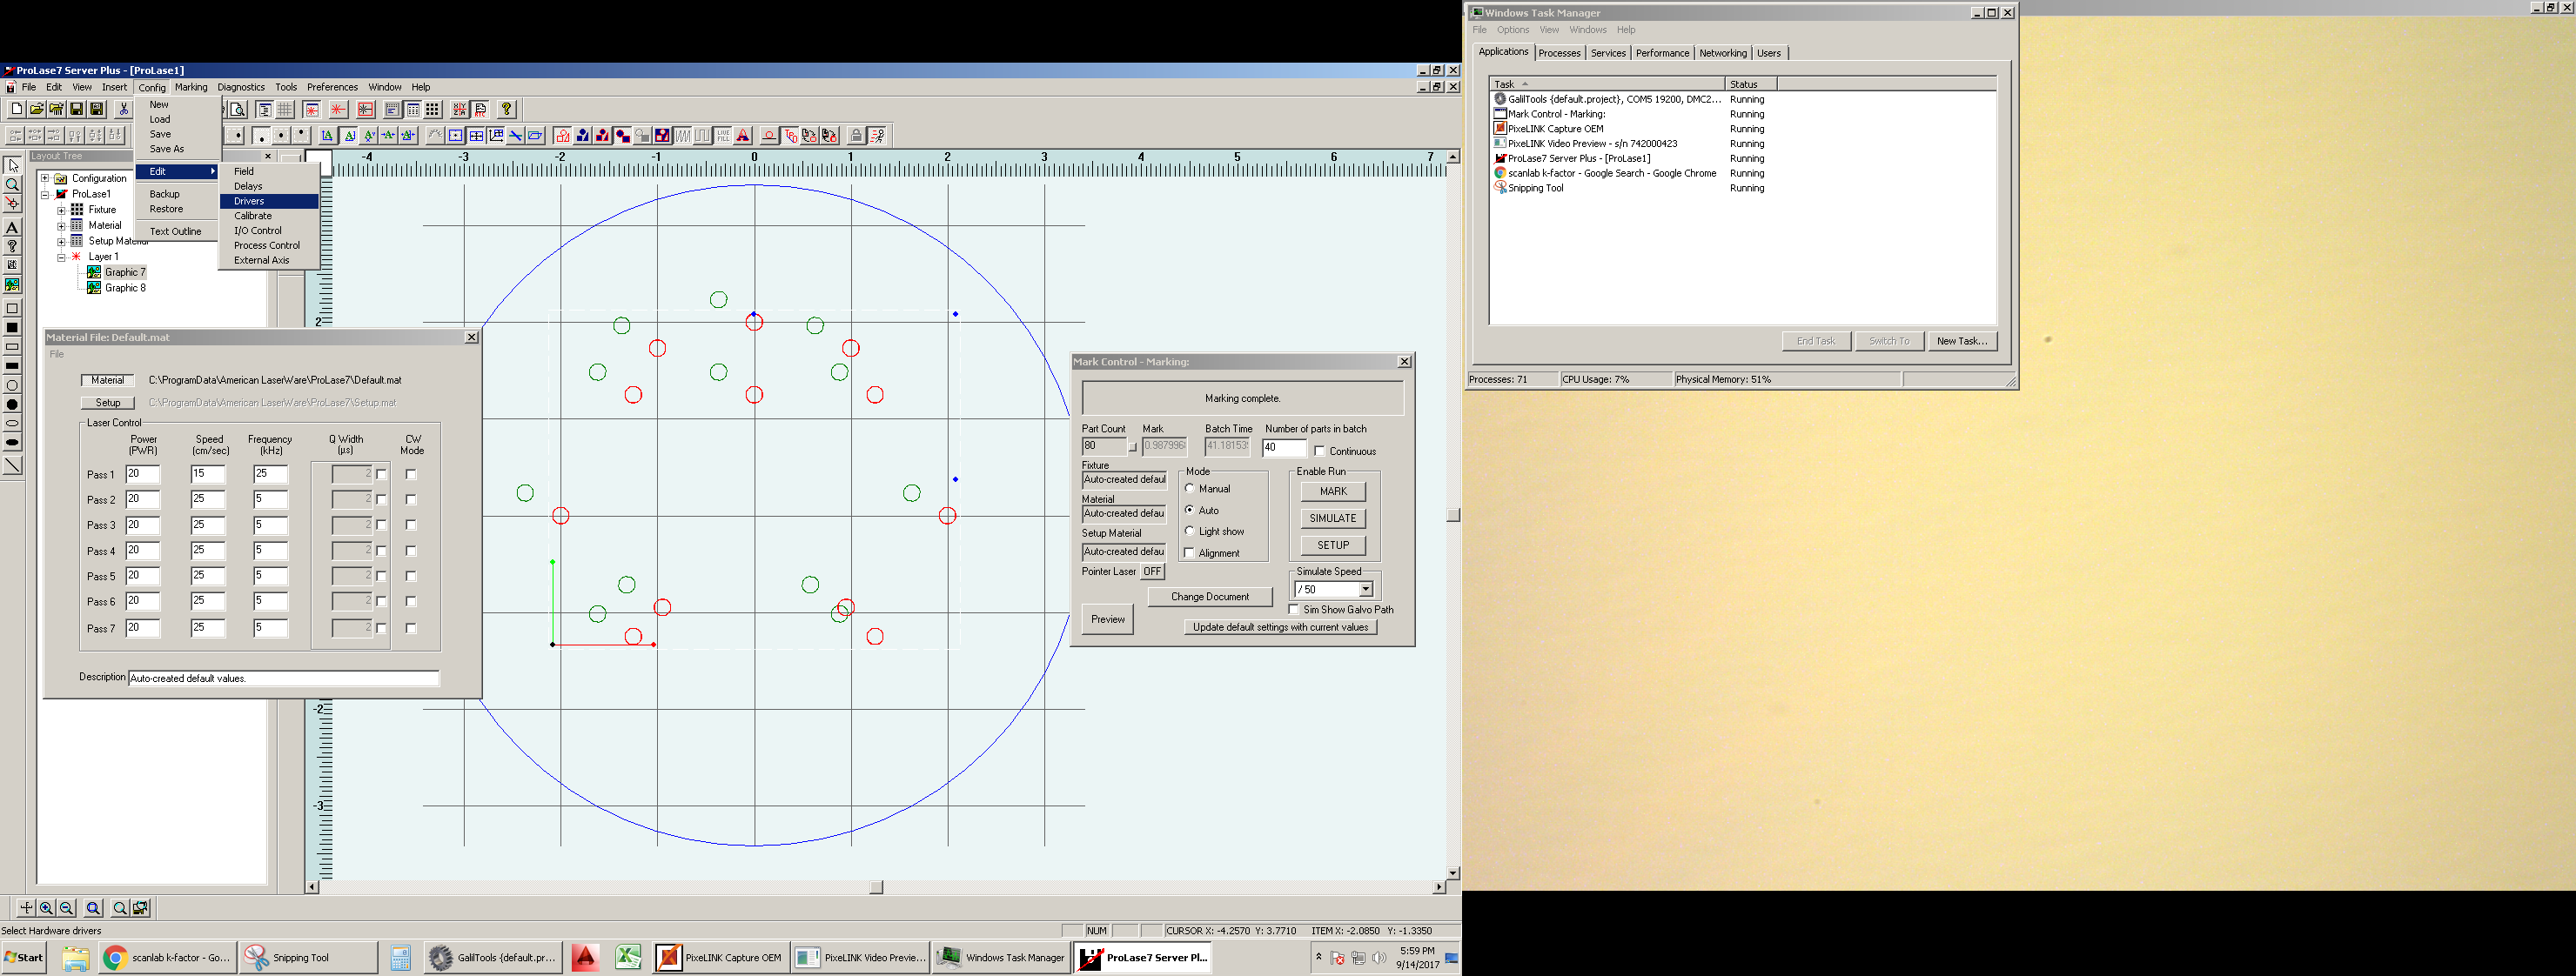 ProLase7 Server Plus - [ProLase1]
File Edit View Insert Config Marking Diagnostics Tools Preferences Window Help
New
Load
Save
Save As
Edit
Backup
Restore
Text Outline
Field
Delays
Drivers
Calibrate
I/O Control
Process Control
External Axis
Layout Tree
Configuration
ProLase1
Fixture
Material
Setup Material
Layer 1
Graphic 7
Graphic 8
-4 -3 -2 -1 0 1 2 3 4 5 6 7
2
-2
-3
Material File: Default.mat
File
Material C:\ProgramData\American LaserWare\ProLase7\Default.mat
Setup C:\ProgramData\American LaserWare\ProLase7\Setup.mat
Laser Control
Power (PWR) Speed (cm/sec) Frequency (kHz) Q Width (µs) CW Mode
Pass 1 20 15 25 2
Pass 2 20 25 5 2
Pass 3 20 25 5 2
Pass 4 20 25 5 2
Pass 5 20 25 5 2
Pass 6 20 25 5 2
Pass 7 20 25 5 2
Description Auto-created default values.
Mark Control - Marking:
Marking complete.
Part Count Mark Batch Time Number of parts in batch
80 0.987996 41.18153 40 Continuous
Fixture
Auto-created defaul
Material
Auto-created defau
Setup Material
Auto-created defau
Pointer Laser OFF
Mode
Manual
Auto
Light show
Alignment
Enable Run
MARK
SIMULATE
SETUP
Simulate Speed
/ 50
Change Document
Sim Show Galvo Path
Preview
Update default settings with current values
Select Hardware drivers
NUM CURSOR X: -4.2570 Y: 3.7710 ITEM X: -2.0850 Y: -1.3350
Start scanlab k-factor - Go... Snipping Tool GalilTools {default.pr... PixeLINK Capture OEM PixeLINK Video Previe... Windows Task Manager ProLase7 Server Pl...
5:59 PM
9/14/2017
Windows Task Manager
File Options View Windows Help
Applications Processes Services Performance Networking Users
Task Status
GalilTools {default.project}, COM5 19200, DMC2... Running
Mark Control - Marking: Running
PixeLINK Capture OEM Running
PixeLINK Video Preview - s/n 742000423 Running
ProLase7 Server Plus - [ProLase1] Running
scanlab k-factor - Google Search - Google Chrome Running
Snipping Tool Running
End Task Switch To New Task...
Processes: 71 CPU Usage: 7% Physical Memory: 51%